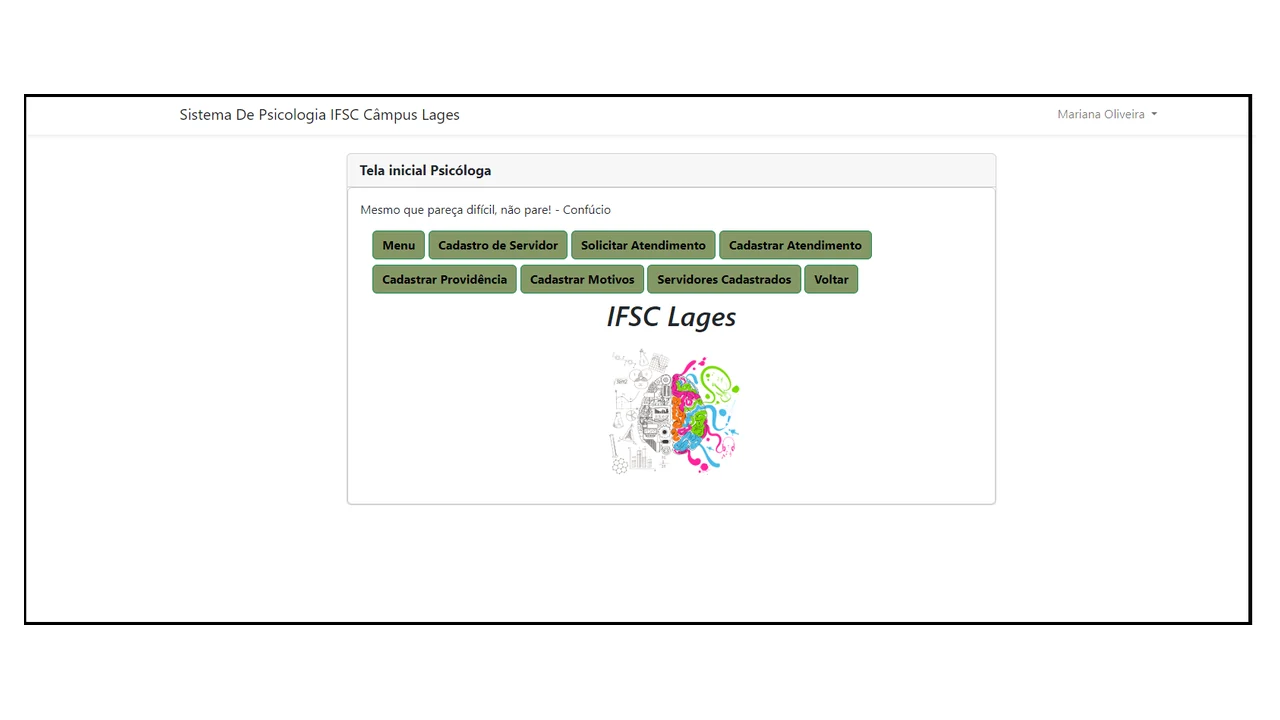 Sistema De Psicologia IFSC Câmpus Lages Mariana Oliveira
Tela inicial Psicóloga
Mesmo que pareça difícil, não pare! - Confúcio
Menu Cadastro de Servidor Solicitar Atendimento Cadastrar Atendimento
Cadastrar Providência Cadastrar Motivos Servidores Cadastrados Voltar
IFSC Lages